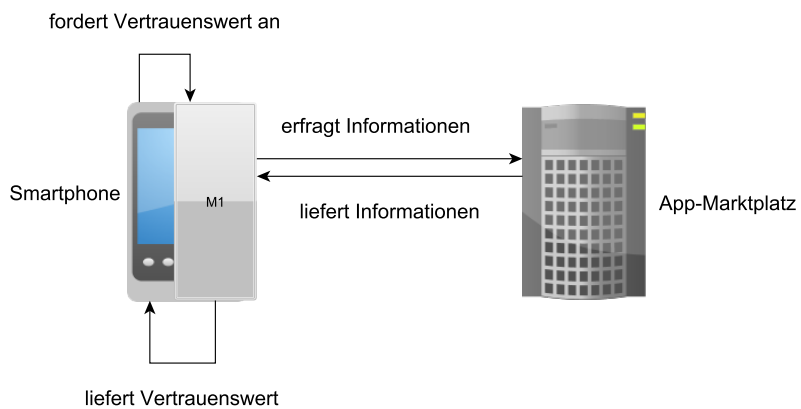 fordert Vertrauenswert an
erfragt Informationen
Smartphone
M1
liefert Informationen
App-Marktplatz
liefert Vertrauenswert